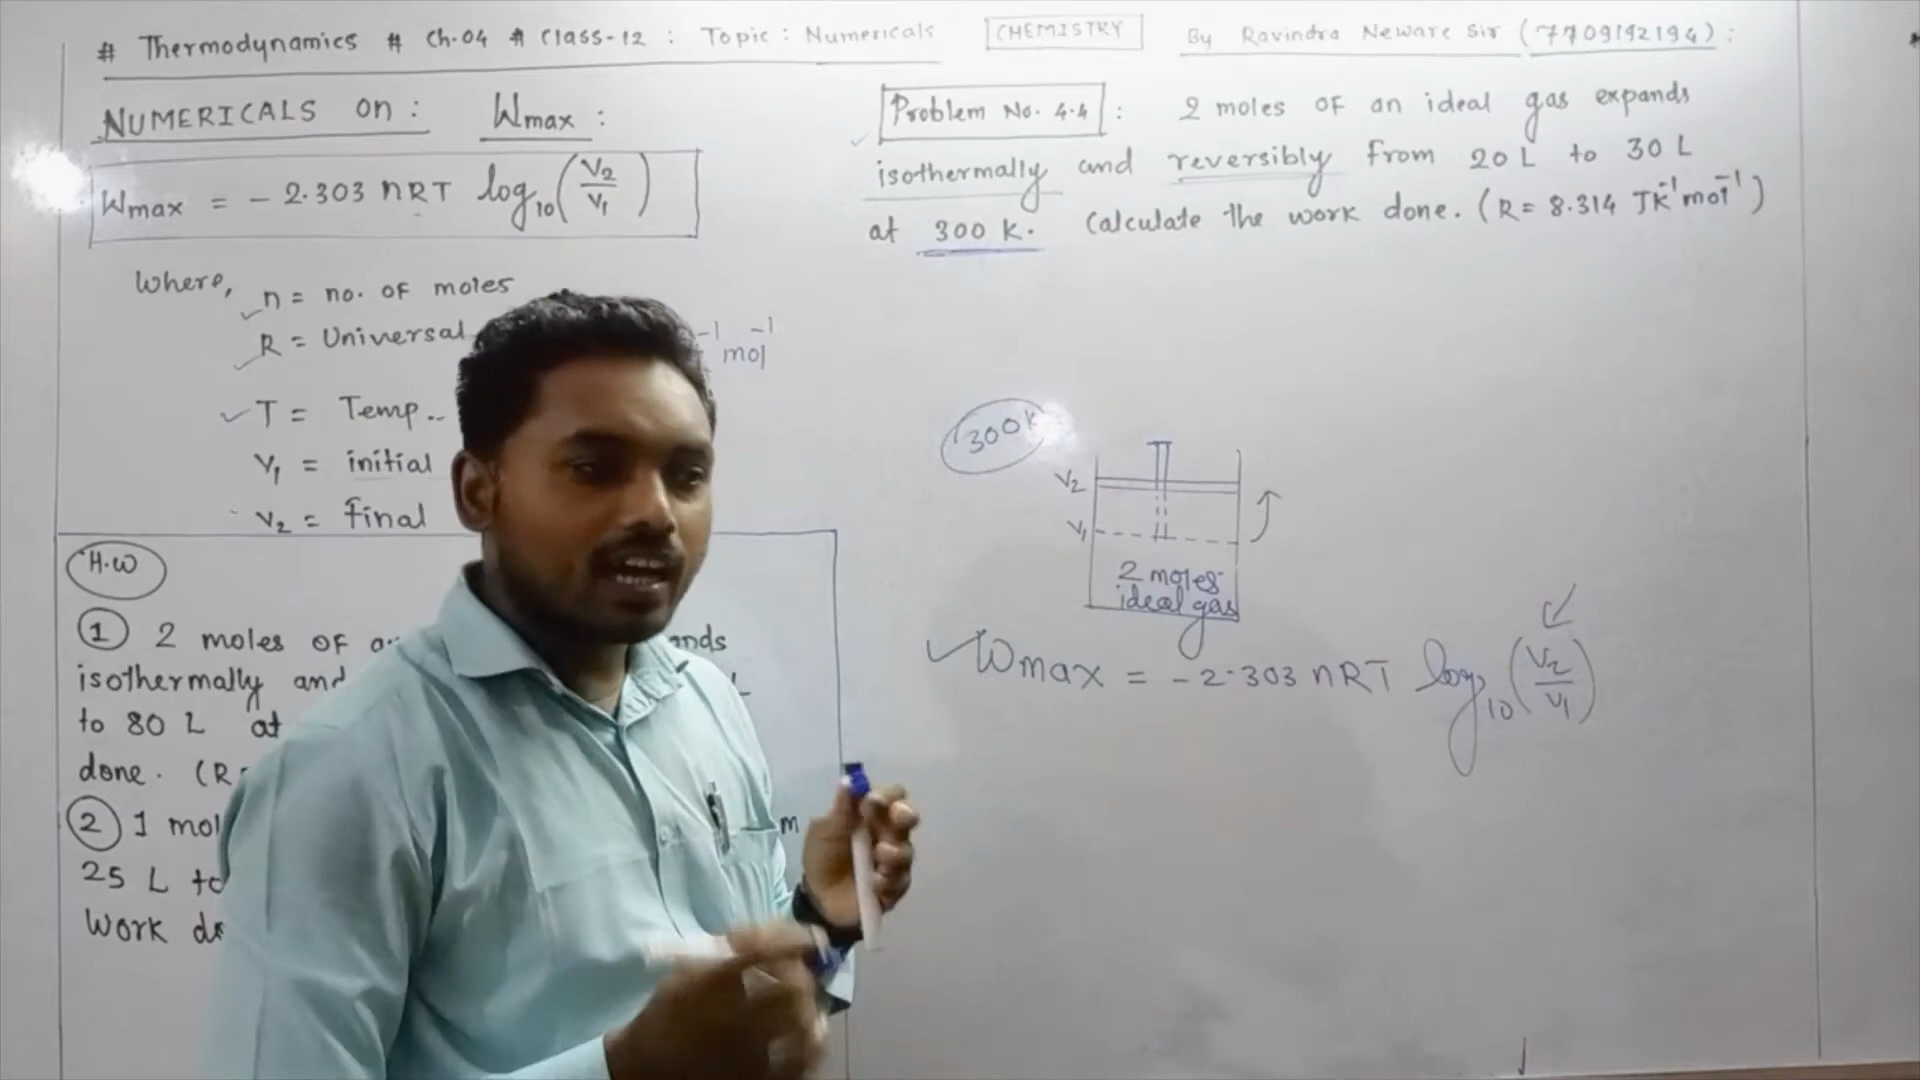 # Thermodynamics # Ch.04 # Class-12 : Topic : Numericals
CHEMISTRY
By Ravindra Neware Sir (7709192194) :
NUMERICALS on : Wmax :
Wmax = - 2.303 nRT log10 (V2/V1)
Where, n = no. of moles
R = Universal
-1 mol-1
T = Temp..
V1 = initial
V2 = final
H.W
1 2 moles of a
ands
isothermally and
L
to 80 L at
done. (R=
2 1 mol
m
25 L to
Work d
Problem No. 4.4 : 2 moles of an ideal gas expands
isothermally and reversibly from 20 L to 30 L
at 300 K. Calculate the work done. (R = 8.314 JK-1mol-1)
300K
V2
V1
2 moles
ideal gas
Wmax = - 2.303 nRT log10 (V2/V1)